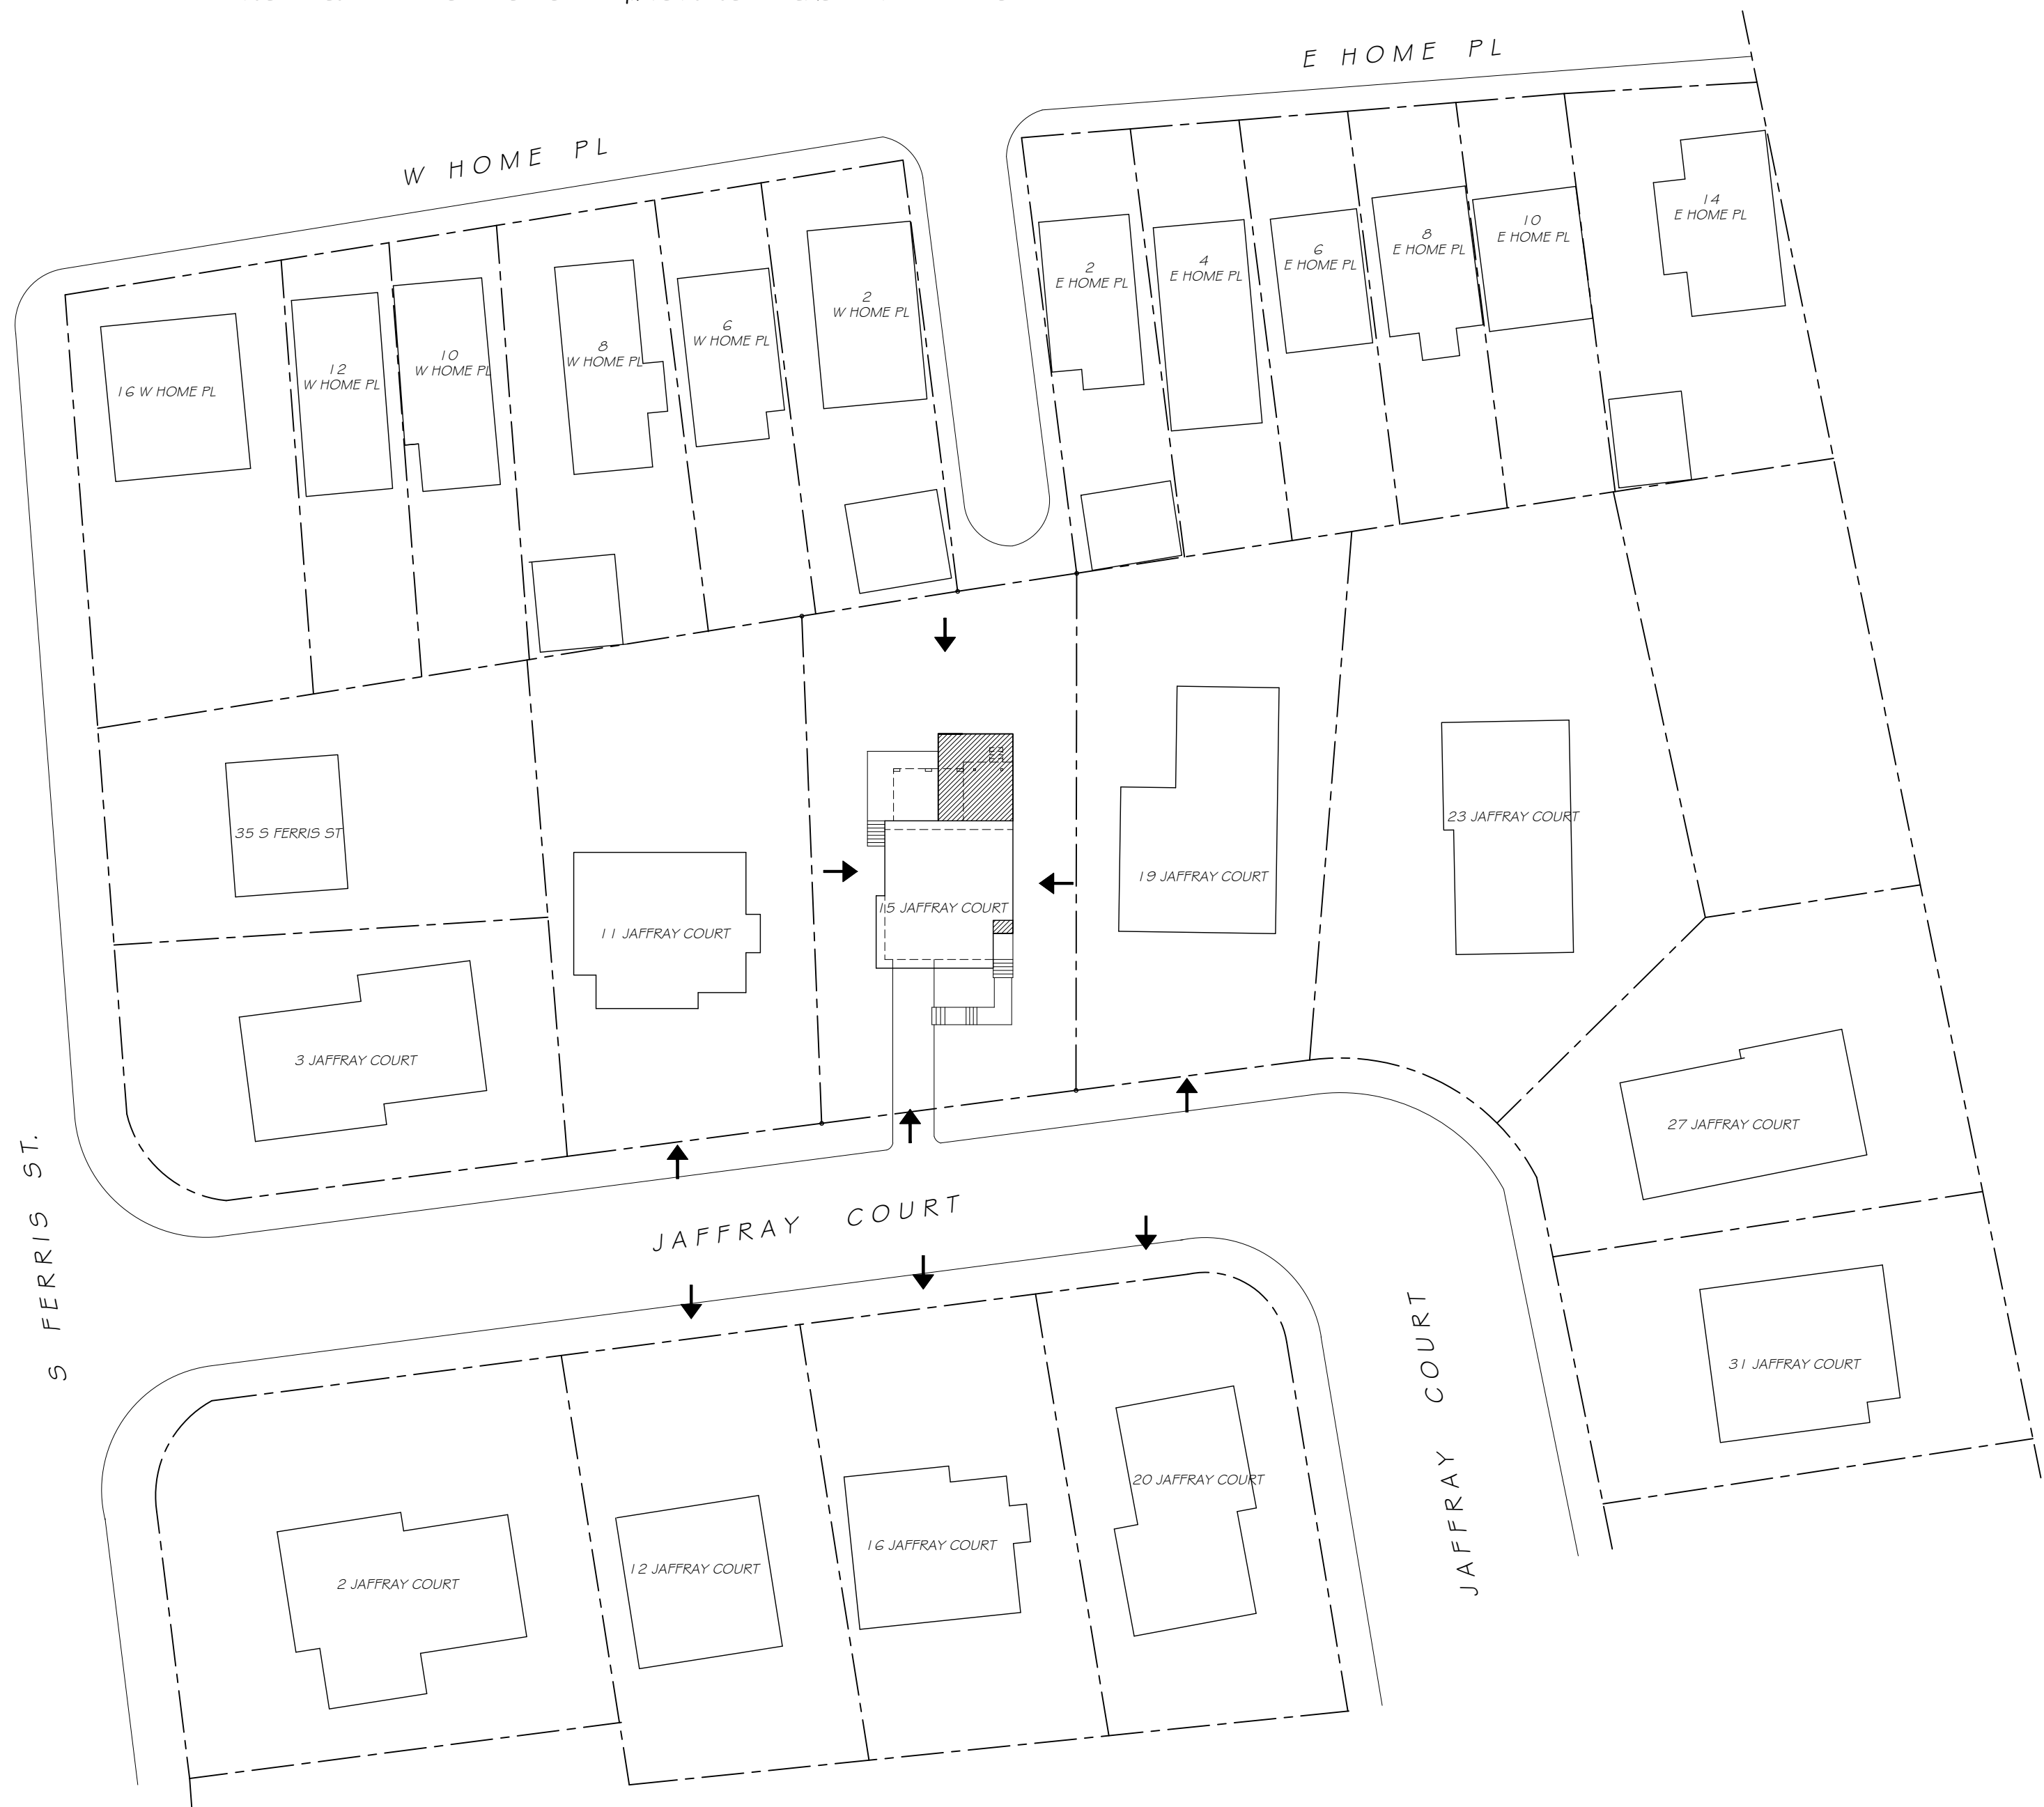 E HOME PL
W HOME PL
14
E HOME PL
10
E HOME PL
8
E HOME PL
6
E HOME PL
4
E HOME PL
2
E HOME PL
2
W HOME PL
6
W HOME PL
8
W HOME PL
10
W HOME PL
12
W HOME PL
16 W HOME PL
35 S FERRIS ST
23 JAFFRAY COURT
19 JAFFRAY COURT
15 JAFFRAY COURT
11 JAFFRAY COURT
3 JAFFRAY COURT
27 JAFFRAY COURT
S FERRIS ST.
JAFFRAY COURT
JAFFRAY COURT
31 JAFFRAY COURT
20 JAFFRAY COURT
16 JAFFRAY COURT
12 JAFFRAY COURT
2 JAFFRAY COURT